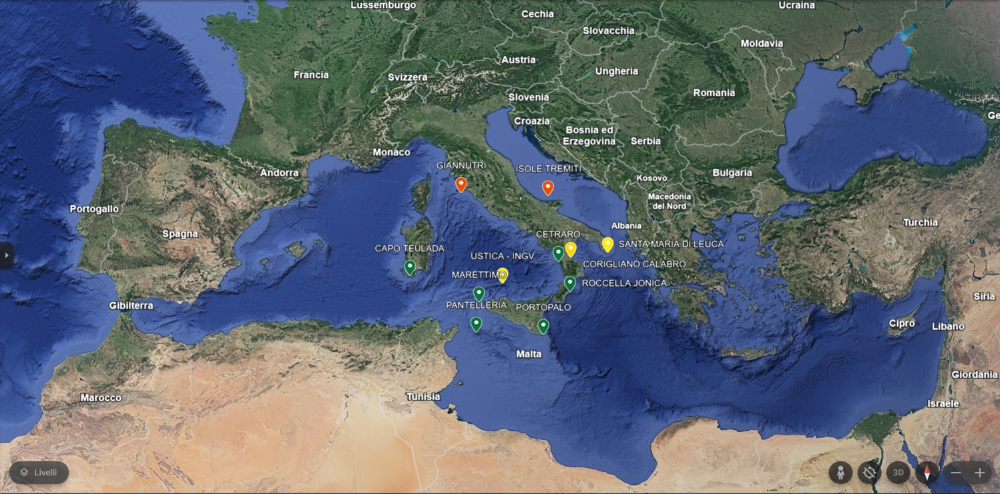 Lussemburgo
Ucraina
Cechia
Slovacchia
Moldavia
Austria
Ungheria
Francia
Svizzera
Romania
Slovenia
Ge
Croazia
Bosnia ed
Erzegovina
Serbia
Monaco
GIANNUTRI
ISOLE TREMITI
Andorra
Bulgaria
Kosovo
Macedonia
del Nord
Portogallo
Turchia
Albania
Spagna
CETRARO
SANTA MARIA DI LEUCA
CAPO TEULADA
USTICA - INGV
CORIGLIANO CALABRO
MARETTIMO
ROCCELLA JONICA
Siria
Gibilterra
PANTELLERIA
PORTOPALO
Cipro
Libano
Malta
Giordania
Marocco
Tunisia
Israele
Livelli
3D